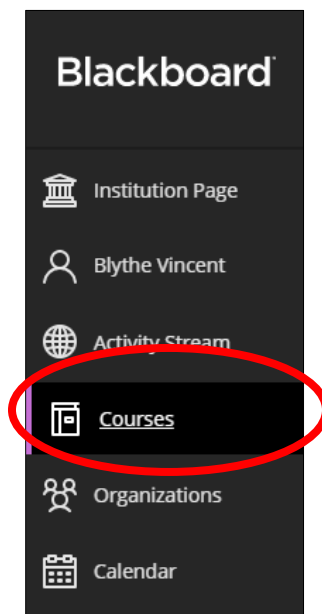 Blackboard
Institution Page
Blythe Vincent
Activity Stream
Courses
Organizations
Calendar